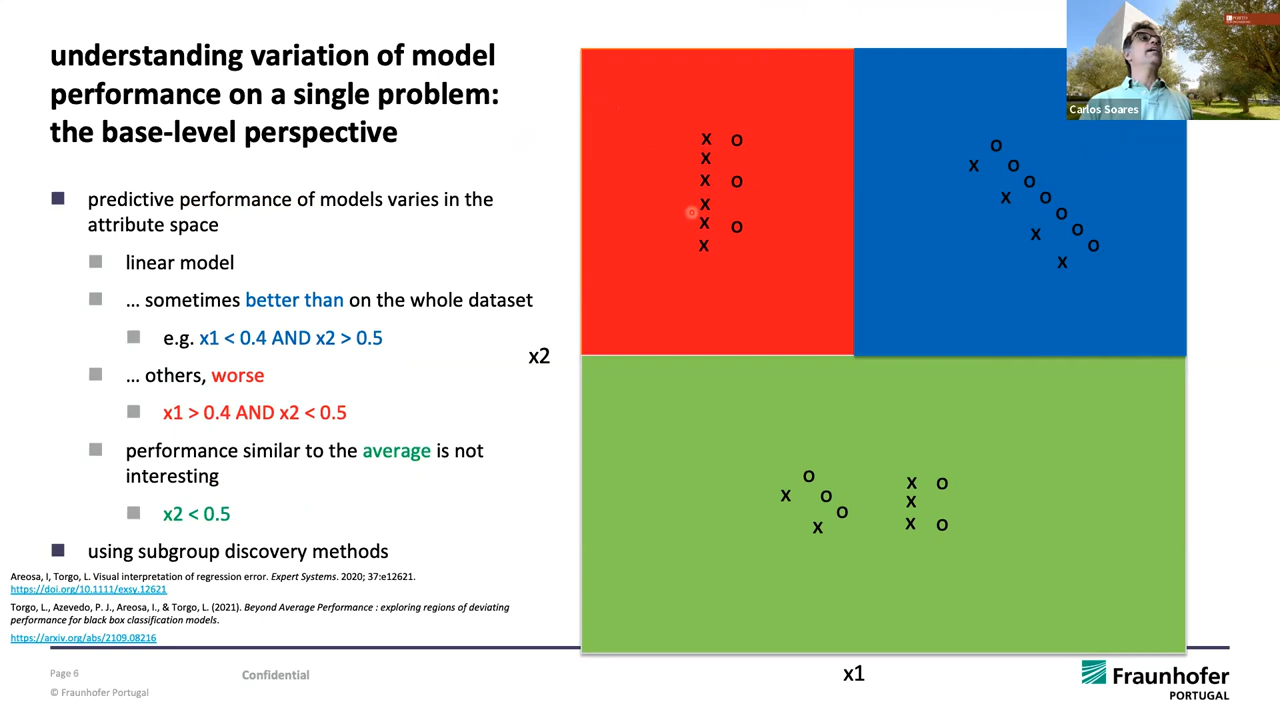 understanding variation of model
performance on a single problem:
the base-level perspective
predictive performance of models varies in the
attribute space
linear model
... sometimes better than on the whole dataset
e.g. x1 < 0.4 AND x2 > 0.5
... others, worse
x1 > 0.4 AND x2 < 0.5
performance similar to the average is not
interesting
x2 < 0.5
using subgroup discovery methods
Areosa, I, Torgo, L. Visual interpretation of regression error. Expert Systems. 2020; 37:e12621.
https://doi.org/10.1111/exsy.12621
Torgo, L., Azevedo, P. J., Areosa, I., & Torgo, L. (2021). Beyond Average Performance : exploring regions of deviating
performance for black box classification models.
https://arxiv.org/abs/2109.08216
Page 6
Confidential
© Fraunhofer Portugal
x2
X O
X
X O
X
X O
X
O
X O
O
X O
O
X O
X O
O
X O
O
X
X O
X
X O
x1
Carlos Soares
PORTO
Fraunhofer
PORTUGAL